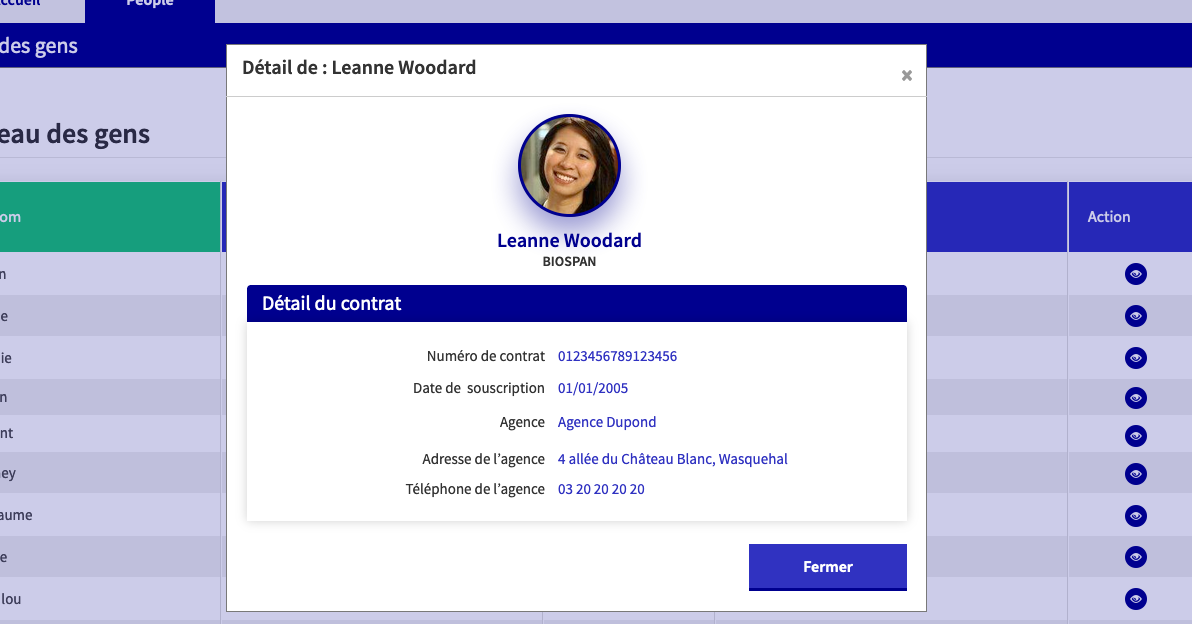 People
des gens
Détail de : Leanne Woodard
×
eau des gens
Leanne Woodard
BIOSPAN
om
Action
Détail du contrat
n
e
Numéro de contrat 0123456789123456
ie
Date de souscription 01/01/2005
n
Agence Agence Dupond
nt
Adresse de l’agence 4 allée du Château Blanc, Wasquehal
ey
Téléphone de l’agence 03 20 20 20 20
aume
e
Fermer
lou